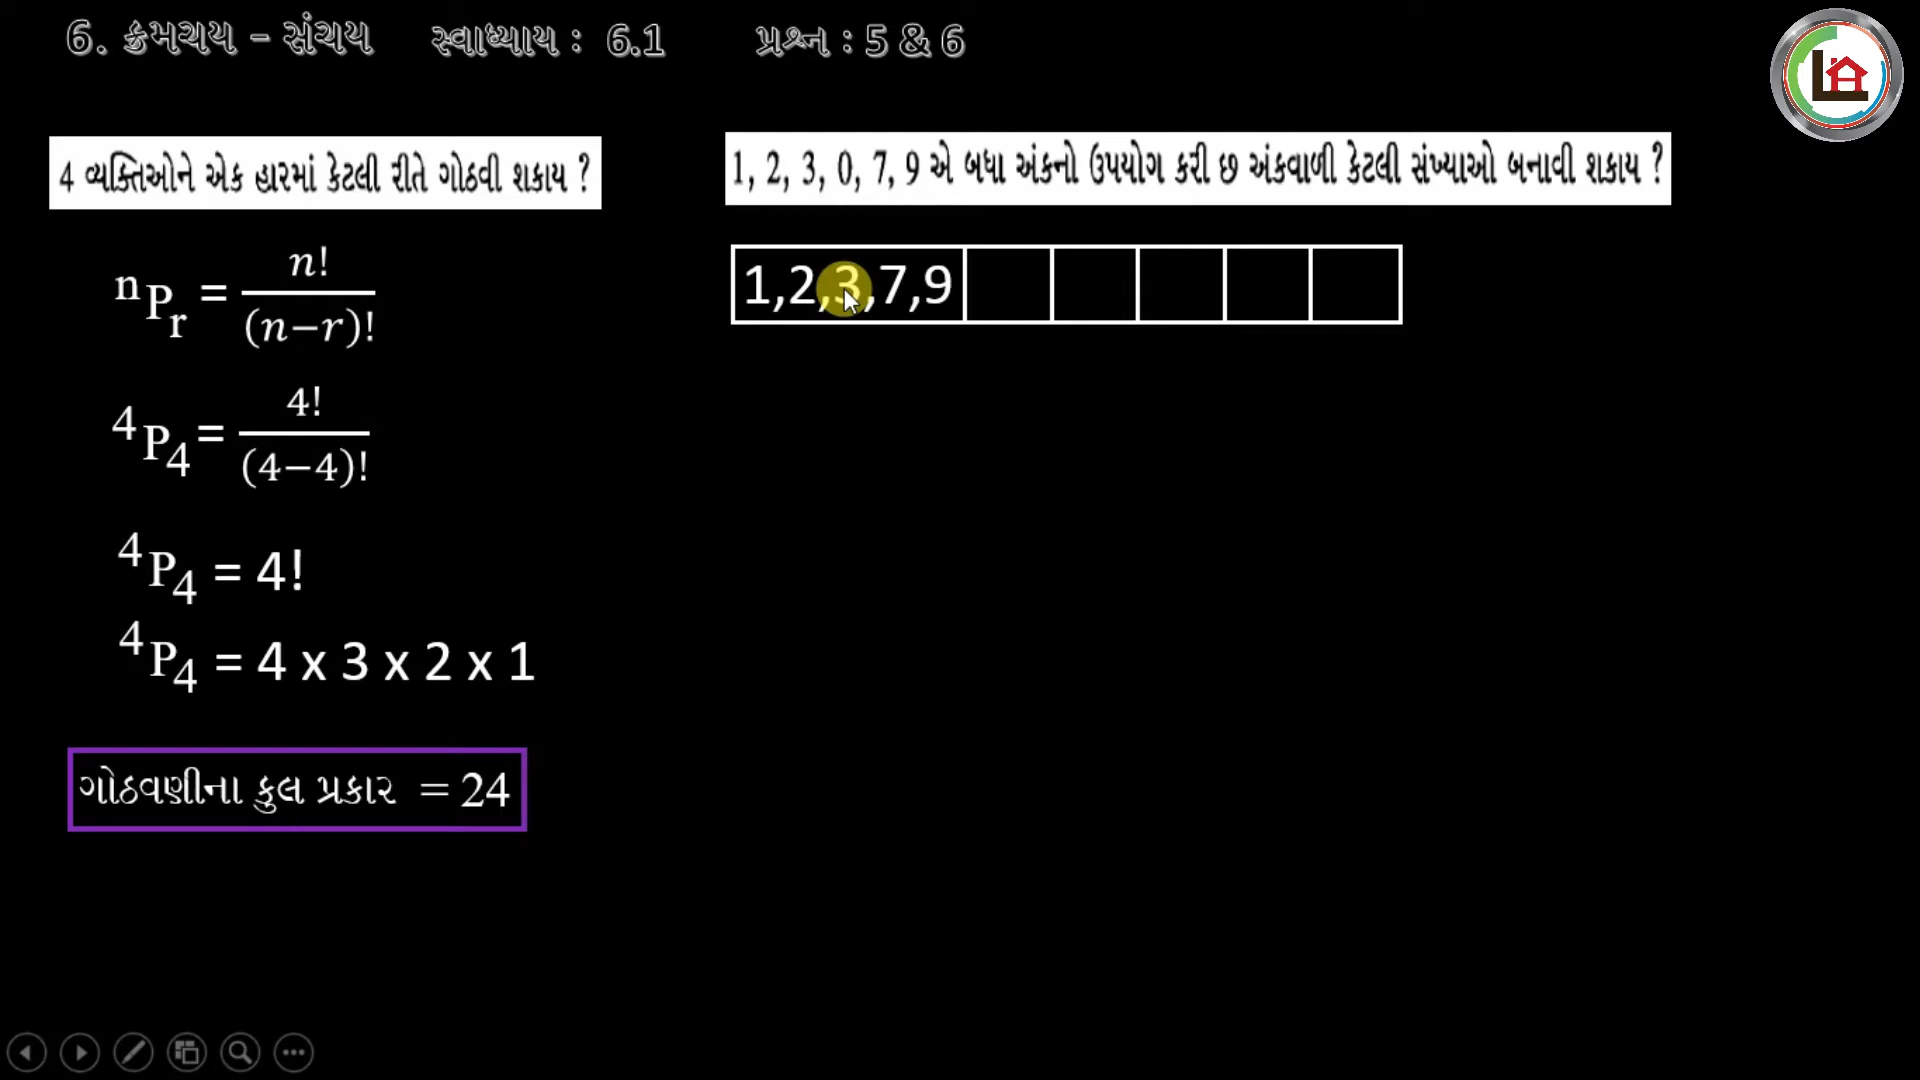 6. ક્રમચય – સંચય સ્વાધ્યાય : 6.1 પ્રશ્ન : 5 & 6
4 વ્યક્તિઓને એક હારમાં કેટલી રીતે ગોઠવી શકાય ?
ⁿPᵣ = n! / (n−r)!
⁴P₄ = 4! / (4−4)!
⁴P₄ = 4!
⁴P₄ = 4 x 3 x 2 x 1
ગોઠવણીના કુલ પ્રકાર = 24
1, 2, 3, 0, 7, 9 એ બધા અંકનો ઉપયોગ કરી છ અંકવાળી કેટલી સંખ્યાઓ બનાવી શકાય ?
1,2,3,7,9